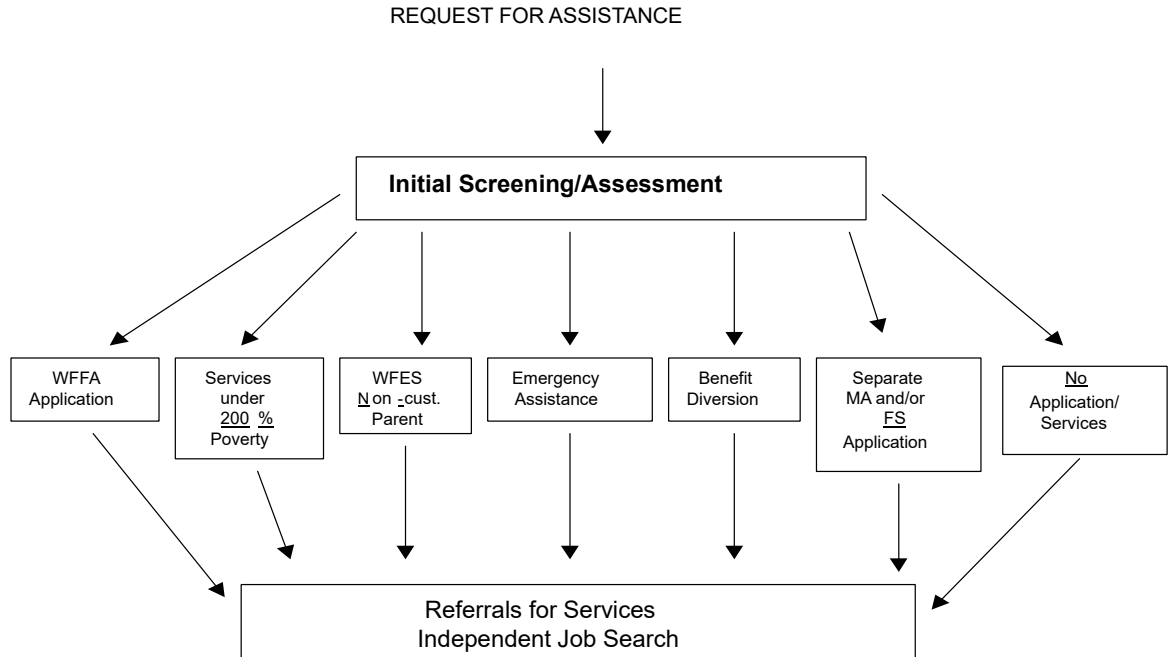 REQUEST FOR ASSISTANCE
Initial Screening/Assessment
WFFA
Application
Services
under
200 %
Poverty
WFES
N on -cust.
Parent
Emergency
Assistance
Benefit
Diversion
Separate
MA and/or
FS
Application
No
Application/
Services
Referrals for Services
Independent Job Search